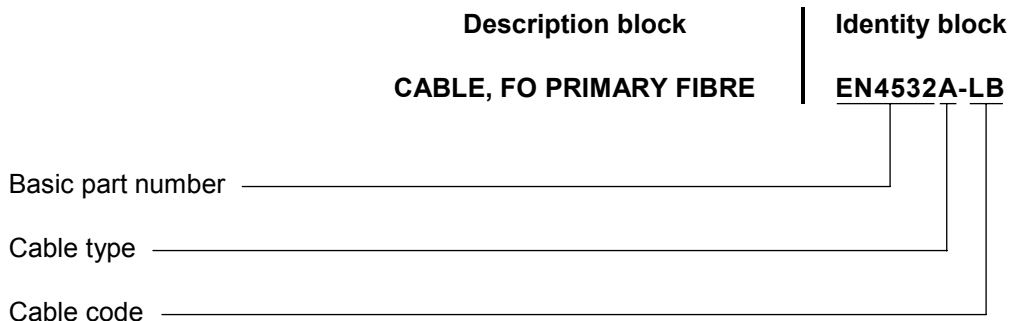 Description block Identity block
CABLE, FO PRIMARY FIBRE EN4532A-LB
Basic part number
Cable type
Cable code